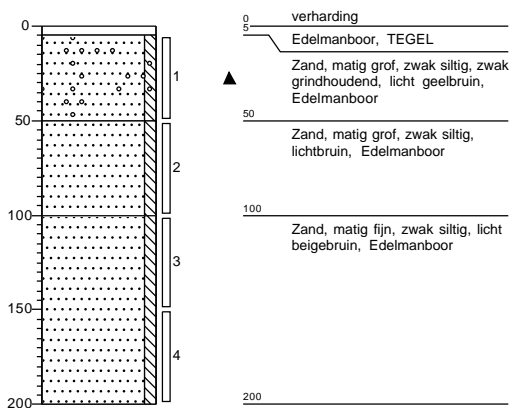 0
50
100
150
200
1
2
3
4
0
5
50
100
200
verharding
Edelmanboor, TEGEL
Zand, matig grof, zwak siltig, zwak
grindhoudend, licht geelbruin,
Edelmanboor
Zand, matig grof, zwak siltig,
lichtbruin, Edelmanboor
Zand, matig fijn, zwak siltig, licht
beigebruin, Edelmanboor